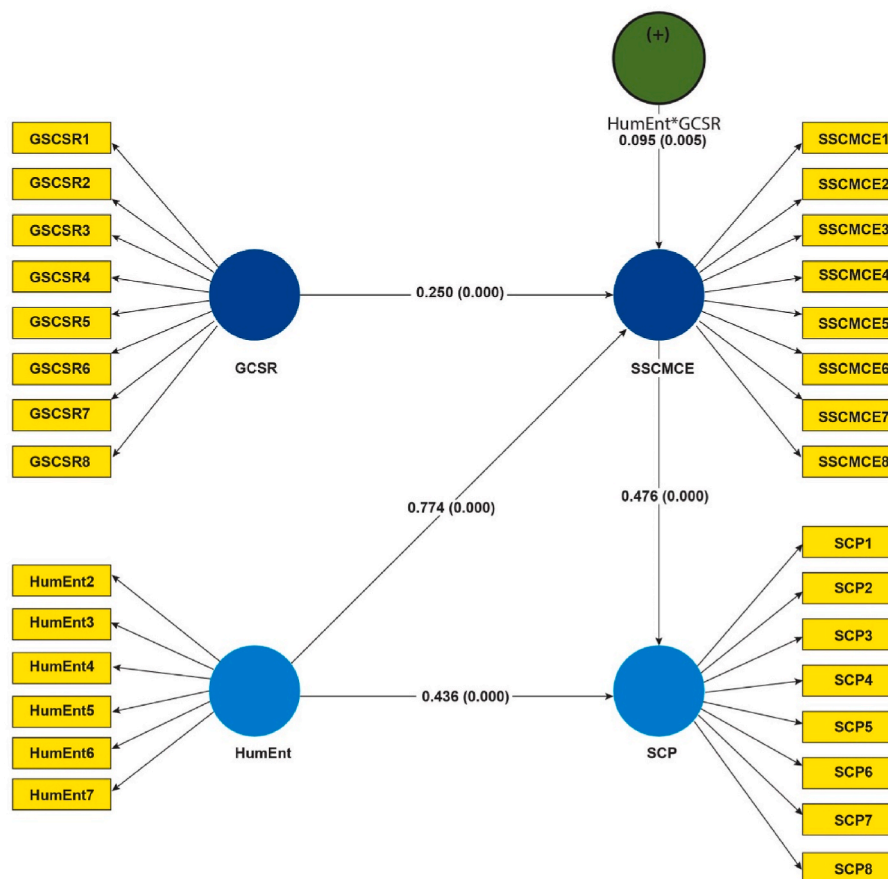 (+)
HumEnt*GCSR
0.095 (0.005)
GSCSR1
GSCSR2
GSCSR3
GSCSR4
GSCSR5
GSCSR6
GSCSR7
GSCSR8
GCSR
0.250 (0.000)
SSCMCE
SSCMCE1
SSCMCE2
SSCMCE3
SSCMCE4
SSCMCE5
SSCMCE6
SSCMCE7
SSCMCE8
0.774 (0.000)
0.476 (0.000)
HumEnt2
HumEnt3
HumEnt4
HumEnt5
HumEnt6
HumEnt7
HumEnt
0.436 (0.000)
SCP
SCP1
SCP2
SCP3
SCP4
SCP5
SCP6
SCP7
SCP8